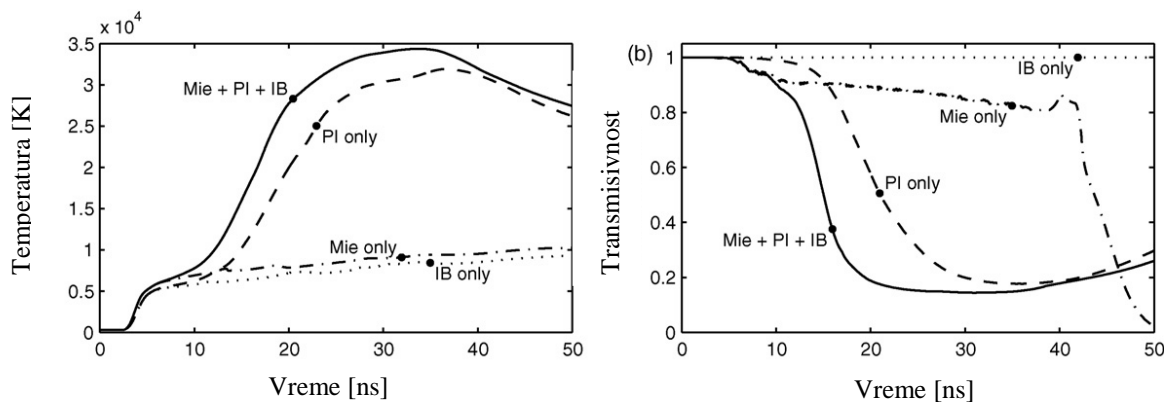 x 10⁴
3.5
3
2.5
2
1.5
1
0.5
0
0 10 20 30 40 50
Temperatura [K]
Vreme [ns]
Mie + PI + IB
PI only
Mie only
IB only
(b)
1
0.8
0.6
0.4
0.2
0
0 10 20 30 40 50
Transmisivnost
Vreme [ns]
IB only
Mie only
PI only
Mie + PI + IB